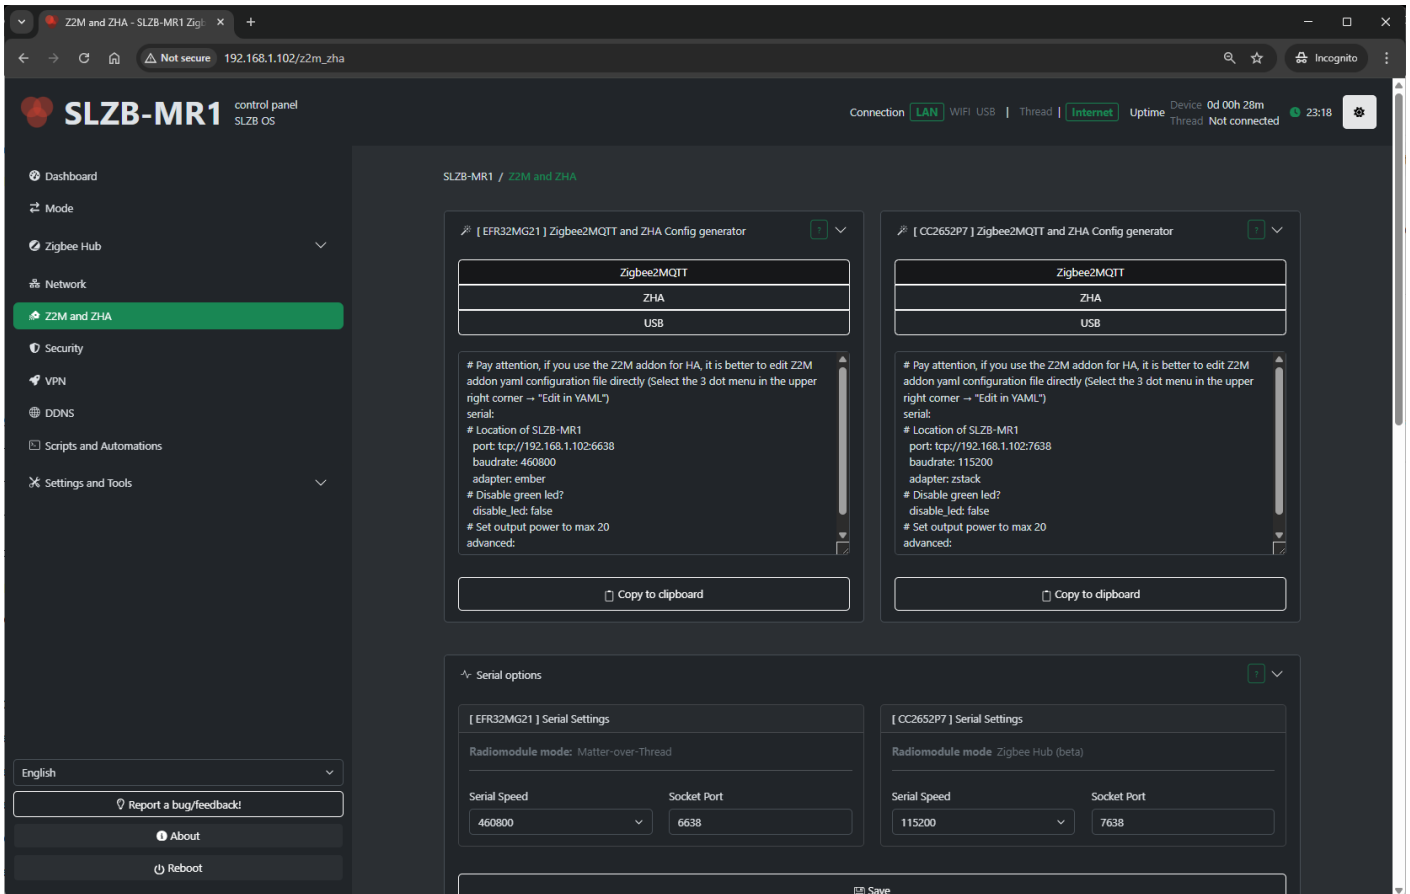 Z2M and ZHA - SLZB-MR1 Zigb
Not secure 192.168.1.102/z2m_zha
Incognito
SLZB-MR1 control panel
SLZB OS
Connection LAN WIFI USB | Thread | Internet Uptime Device 0d 00h 28m
Thread Not connected
23:18
Dashboard
Mode
Zigbee Hub
Network
Z2M and ZHA
Security
VPN
DDNS
Scripts and Automations
Settings and Tools
English
Report a bug/feedback!
About
Reboot
SLZB-MR1 / Z2M and ZHA
[ EFR32MG21 ] Zigbee2MQTT and ZHA Config generator ?
Zigbee2MQTT
ZHA
USB
# Pay attention, if you use the Z2M addon for HA, it is better to edit Z2M
addon yaml configuration file directly (Select the 3 dot menu in the upper
right corner → "Edit in YAML")
serial:
# Location of SLZB-MR1
port: tcp://192.168.1.102:6638
baudrate: 460800
adapter: ember
# Disable green led?
disable_led: false
# Set output power to max 20
advanced:
Copy to clipboard
[ CC2652P7 ] Zigbee2MQTT and ZHA Config generator ?
Zigbee2MQTT
ZHA
USB
# Pay attention, if you use the Z2M addon for HA, it is better to edit Z2M
addon yaml configuration file directly (Select the 3 dot menu in the upper
right corner → "Edit in YAML")
serial:
# Location of SLZB-MR1
port: tcp://192.168.1.102:7638
baudrate: 115200
adapter: zstack
# Disable green led?
disable_led: false
# Set output power to max 20
advanced:
Copy to clipboard
Serial options ?
[ EFR32MG21 ] Serial Settings
Radiomodule mode: Matter-over-Thread
Serial Speed Socket Port
460800 6638
[ CC2652P7 ] Serial Settings
Radiomodule mode Zigbee Hub (beta)
Serial Speed Socket Port
115200 7638
Save